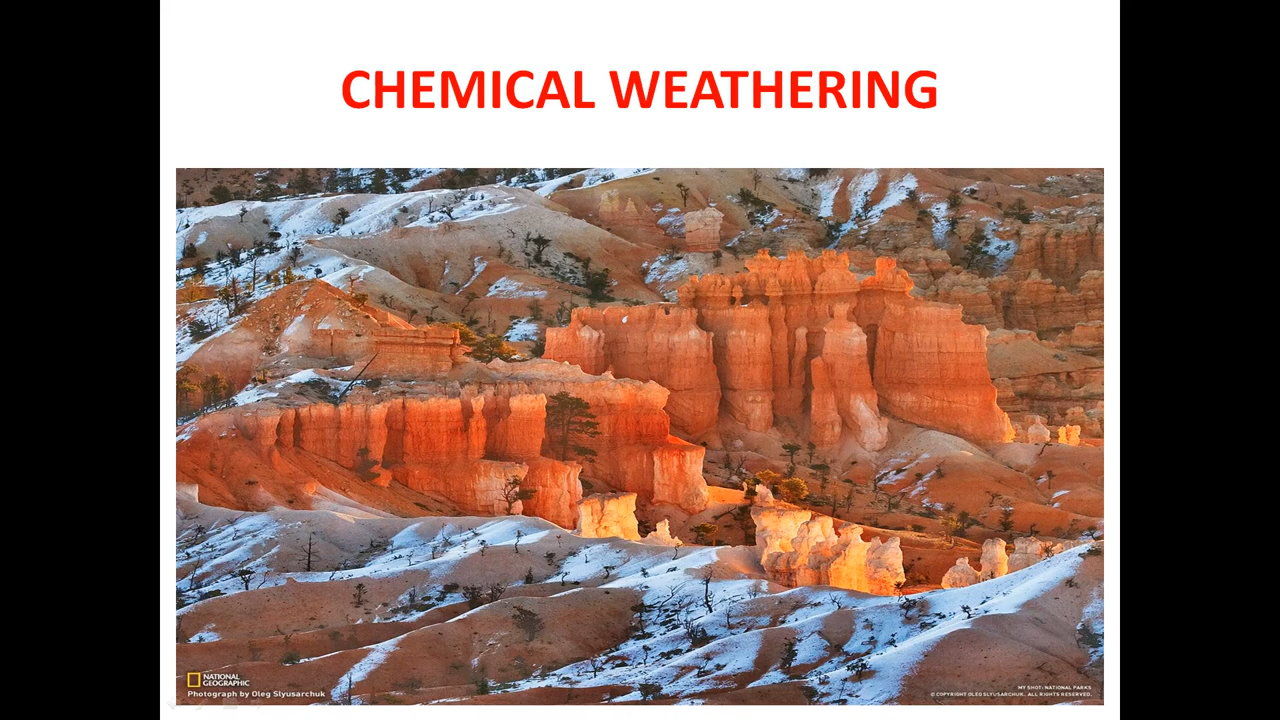 CHEMICAL WEATHERING
NATIONAL
GEOGRAPHIC
Photograph by Oleg Slyusarchuk
MY SHOT: NATIONAL PARKS
© COPYRIGHT OLEG SLYUSARCHUK. ALL RIGHTS RESERVED.